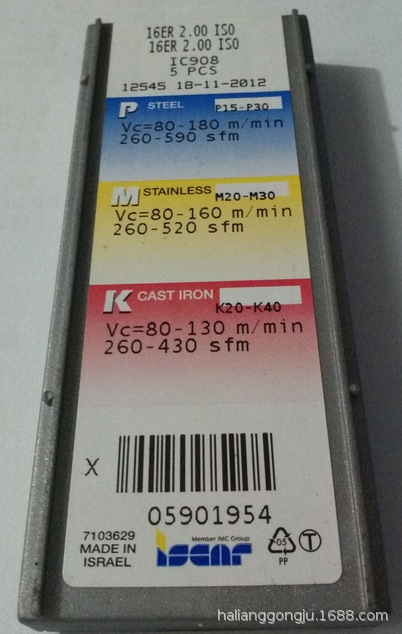 16ER 2.00 ISO
16ER 2.00 ISO
IC908
5 PCS
12545 18-11-2012
P STEEL P15-P30
Vc=80-180 m/min
260-590 sfm
M STAINLESS M20-M30
Vc=80-160 m/min
260-520 sfm
K CAST IRON K20-K40
Vc=80-130 m/min
260-430 sfm
X
05901954
7103629
MADE IN
ISRAEL
Member IMC Group
iscar
05
PP
T
halianggongju.1688.com